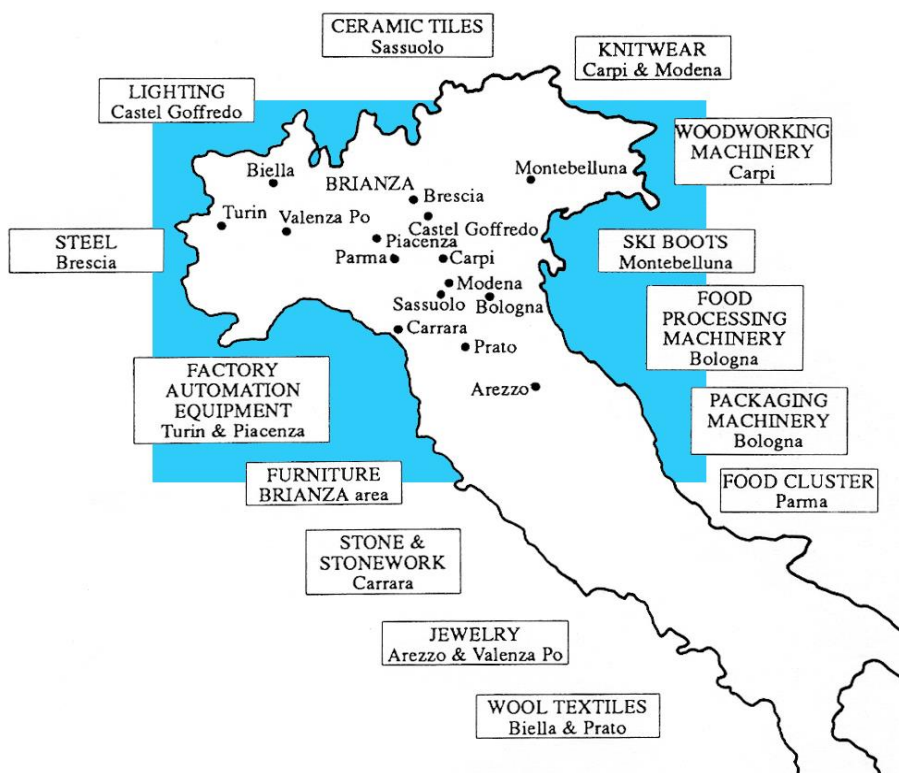 CERAMIC TILES
Sassuolo
KNITWEAR
Carpi & Modena
LIGHTING
Castel Goffredo
WOODWORKING
MACHINERY
Carpi
Biella
BRIANZA
Brescia
Montebelluna
Turin
Valenza Po
Castel Goffredo
STEEL
Brescia
Piacenza
SKI BOOTS
Montebelluna
Parma
Carpi
Modena
Sassuolo
Bologna
FOOD
PROCESSING
MACHINERY
Bologna
Carrara
Prato
FACTORY
AUTOMATION
EQUIPMENT
Turin & Piacenza
Arezzo
PACKAGING
MACHINERY
Bologna
FURNITURE
BRIANZA area
FOOD CLUSTER
Parma
STONE &
STONEWORK
Carrara
JEWELRY
Arezzo & Valenza Po
WOOL TEXTILES
Biella & Prato